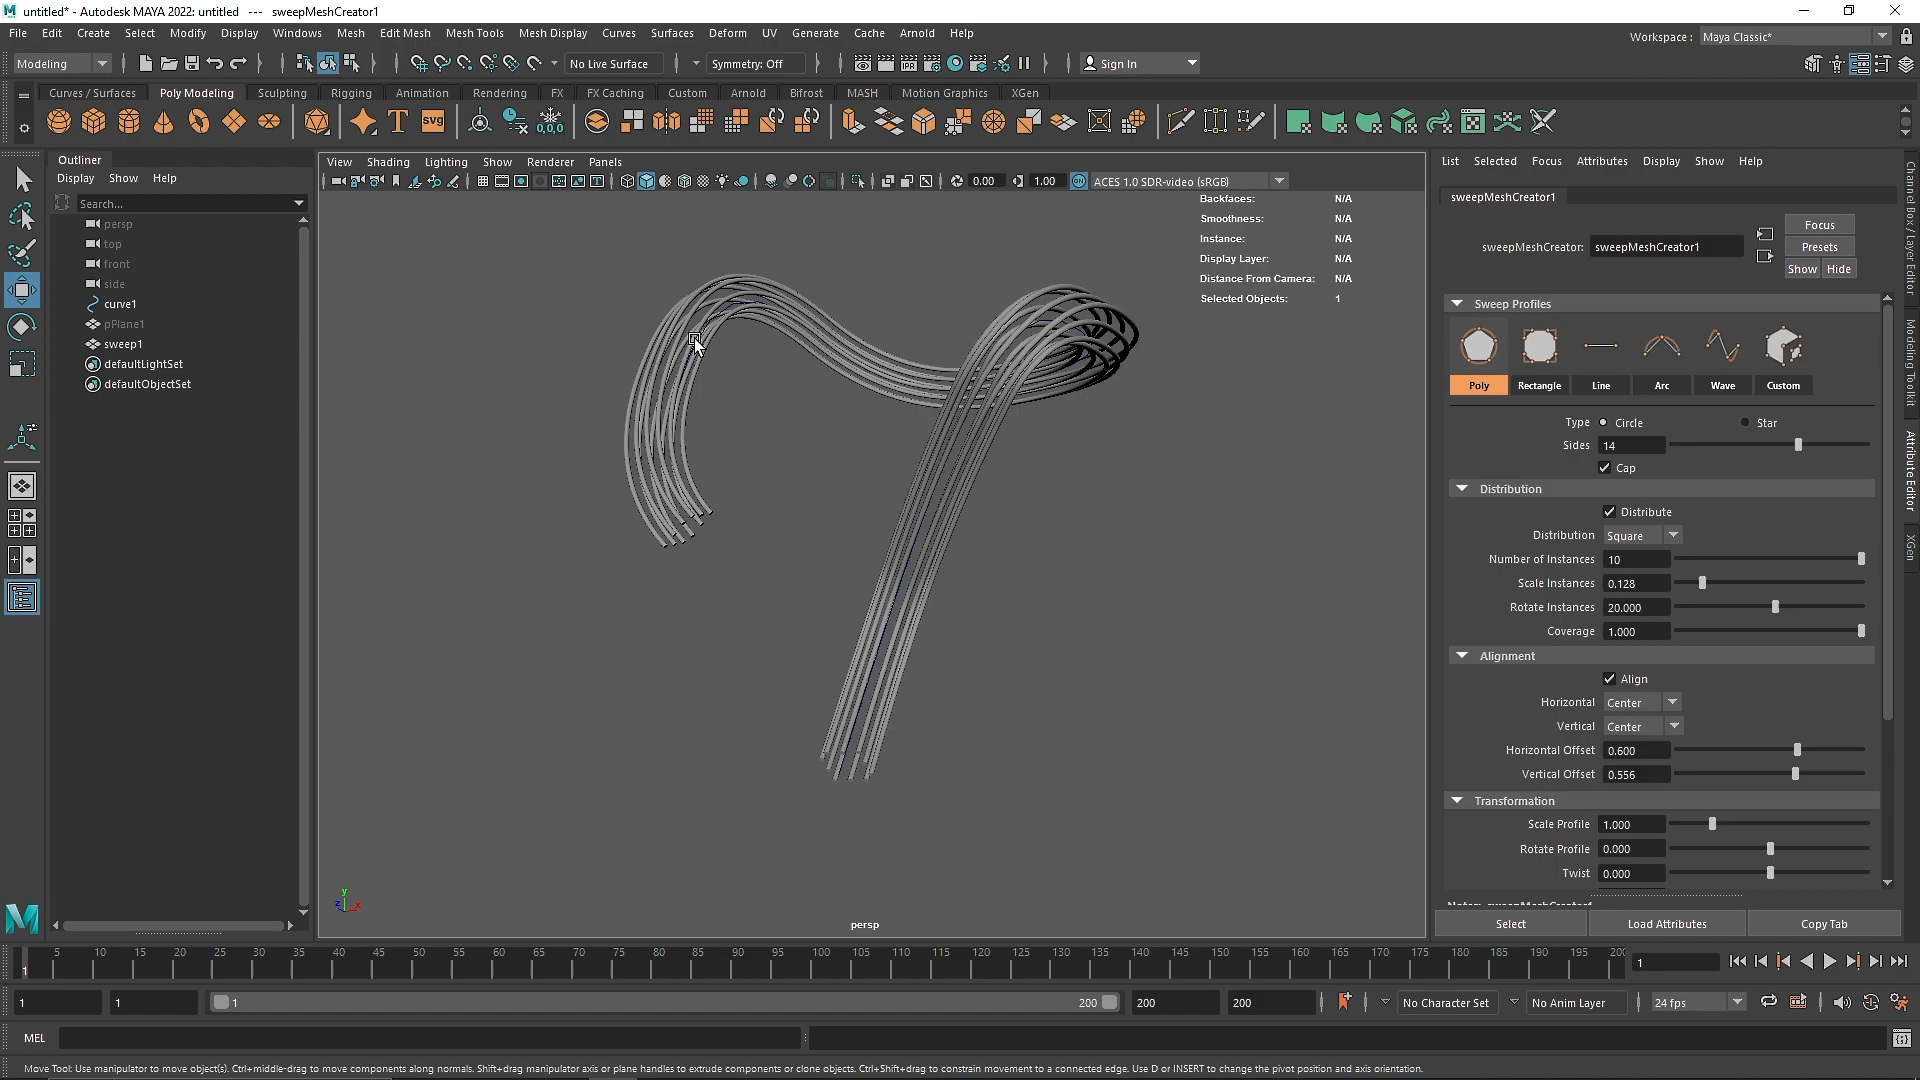 untitled* - Autodesk MAYA 2022: untitled --- sweepMeshCreator1
File Edit Create Select Modify Display Windows Mesh Edit Mesh Mesh Tools Mesh Display Curves Surfaces Deform UV Generate Cache Arnold Help
Workspace : Maya Classic*
Modeling No Live Surface Symmetry: Off Sign In
Curves / Surfaces Poly Modeling Sculpting Rigging Animation Rendering FX FX Caching Custom Arnold Bifrost MASH Motion Graphics XGen
svg 0,0,0
Outliner
Display Show Help
Search...
persp
top
front
side
curve1
pPlane1
sweep1
defaultLightSet
defaultObjectSet
View Shading Lighting Show Renderer Panels
0.00 1.00 ACES 1.0 SDR-video (sRGB)
Backfaces: N/A
Smoothness: N/A
Instance: N/A
Display Layer: N/A
Distance From Camera: N/A
Selected Objects: 1
y
z x
persp
List Selected Focus Attributes Display Show Help
sweepMeshCreator1
sweepMeshCreator: sweepMeshCreator1
Focus
Presets
Show Hide
Sweep Profiles
Poly Rectangle Line Arc Wave Custom
Type Circle Star
Sides 14
Cap
Distribution
Distribute
Distribution Square
Number of Instances 10
Scale Instances 0.128
Rotate Instances 20.000
Coverage 1.000
Alignment
Align
Horizontal Center
Vertical Center
Horizontal Offset 0.600
Vertical Offset 0.556
Transformation
Scale Profile 1.000
Rotate Profile 0.000
Twist 0.000
Select Load Attributes Copy Tab
Channel Box / Layer Editor
Modeling Toolkit
Attribute Editor
XGen
5 10 15 20 25 30 35 40 45 50 55 60 65 70 75 80 85 90 95 100 105 110 115 120 125 130 135 140 145 150 155 160 165 170 175 180 185 190 195 200
1 1
1 1 1 200 200 200 No Character Set No Anim Layer 24 fps
MEL
Move Tool: Use manipulator to move object(s). Ctrl+middle-drag to move components along normals. Shift+drag manipulator axis or plane handles to extrude components or clone objects. Ctrl+Shift+drag to constrain movement to a connected edge. Use D or INSERT to change the pivot position and axis orientation.